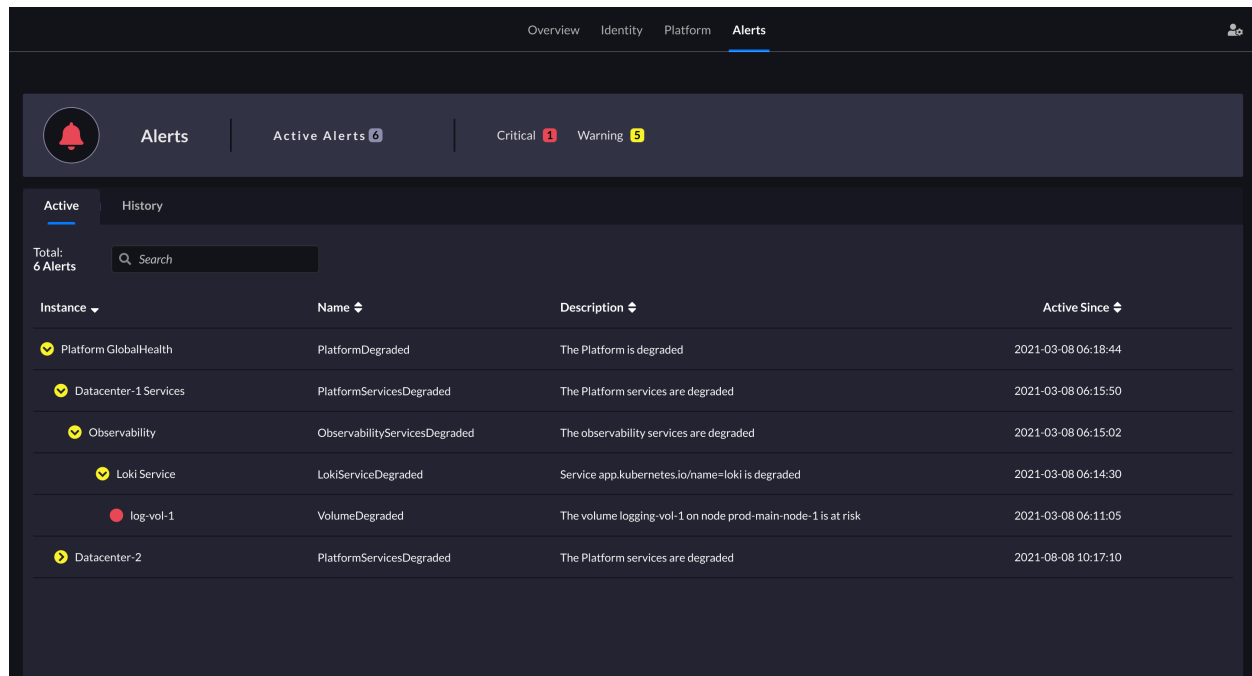 Overview Identity Platform Alerts
Alerts Active Alerts 6 Critical 1 Warning 5
Active History
Total:
6 Alerts
Search
Instance Name Description Active Since
Platform GlobalHealth PlatformDegraded The Platform is degraded 2021-03-08 06:18:44
Datacenter-1 Services PlatformServicesDegraded The Platform services are degraded 2021-03-08 06:15:50
Observability ObservabilityServicesDegraded The observability services are degraded 2021-03-08 06:15:02
Loki Service LokiServiceDegraded Service app.kubernetes.io/name=loki is degraded 2021-03-08 06:14:30
log-vol-1 VolumeDegraded The volume logging-vol-1 on node prod-main-node-1 is at risk 2021-03-08 06:11:05
Datacenter-2 PlatformServicesDegraded The Platform services are degraded 2021-08-08 10:17:10